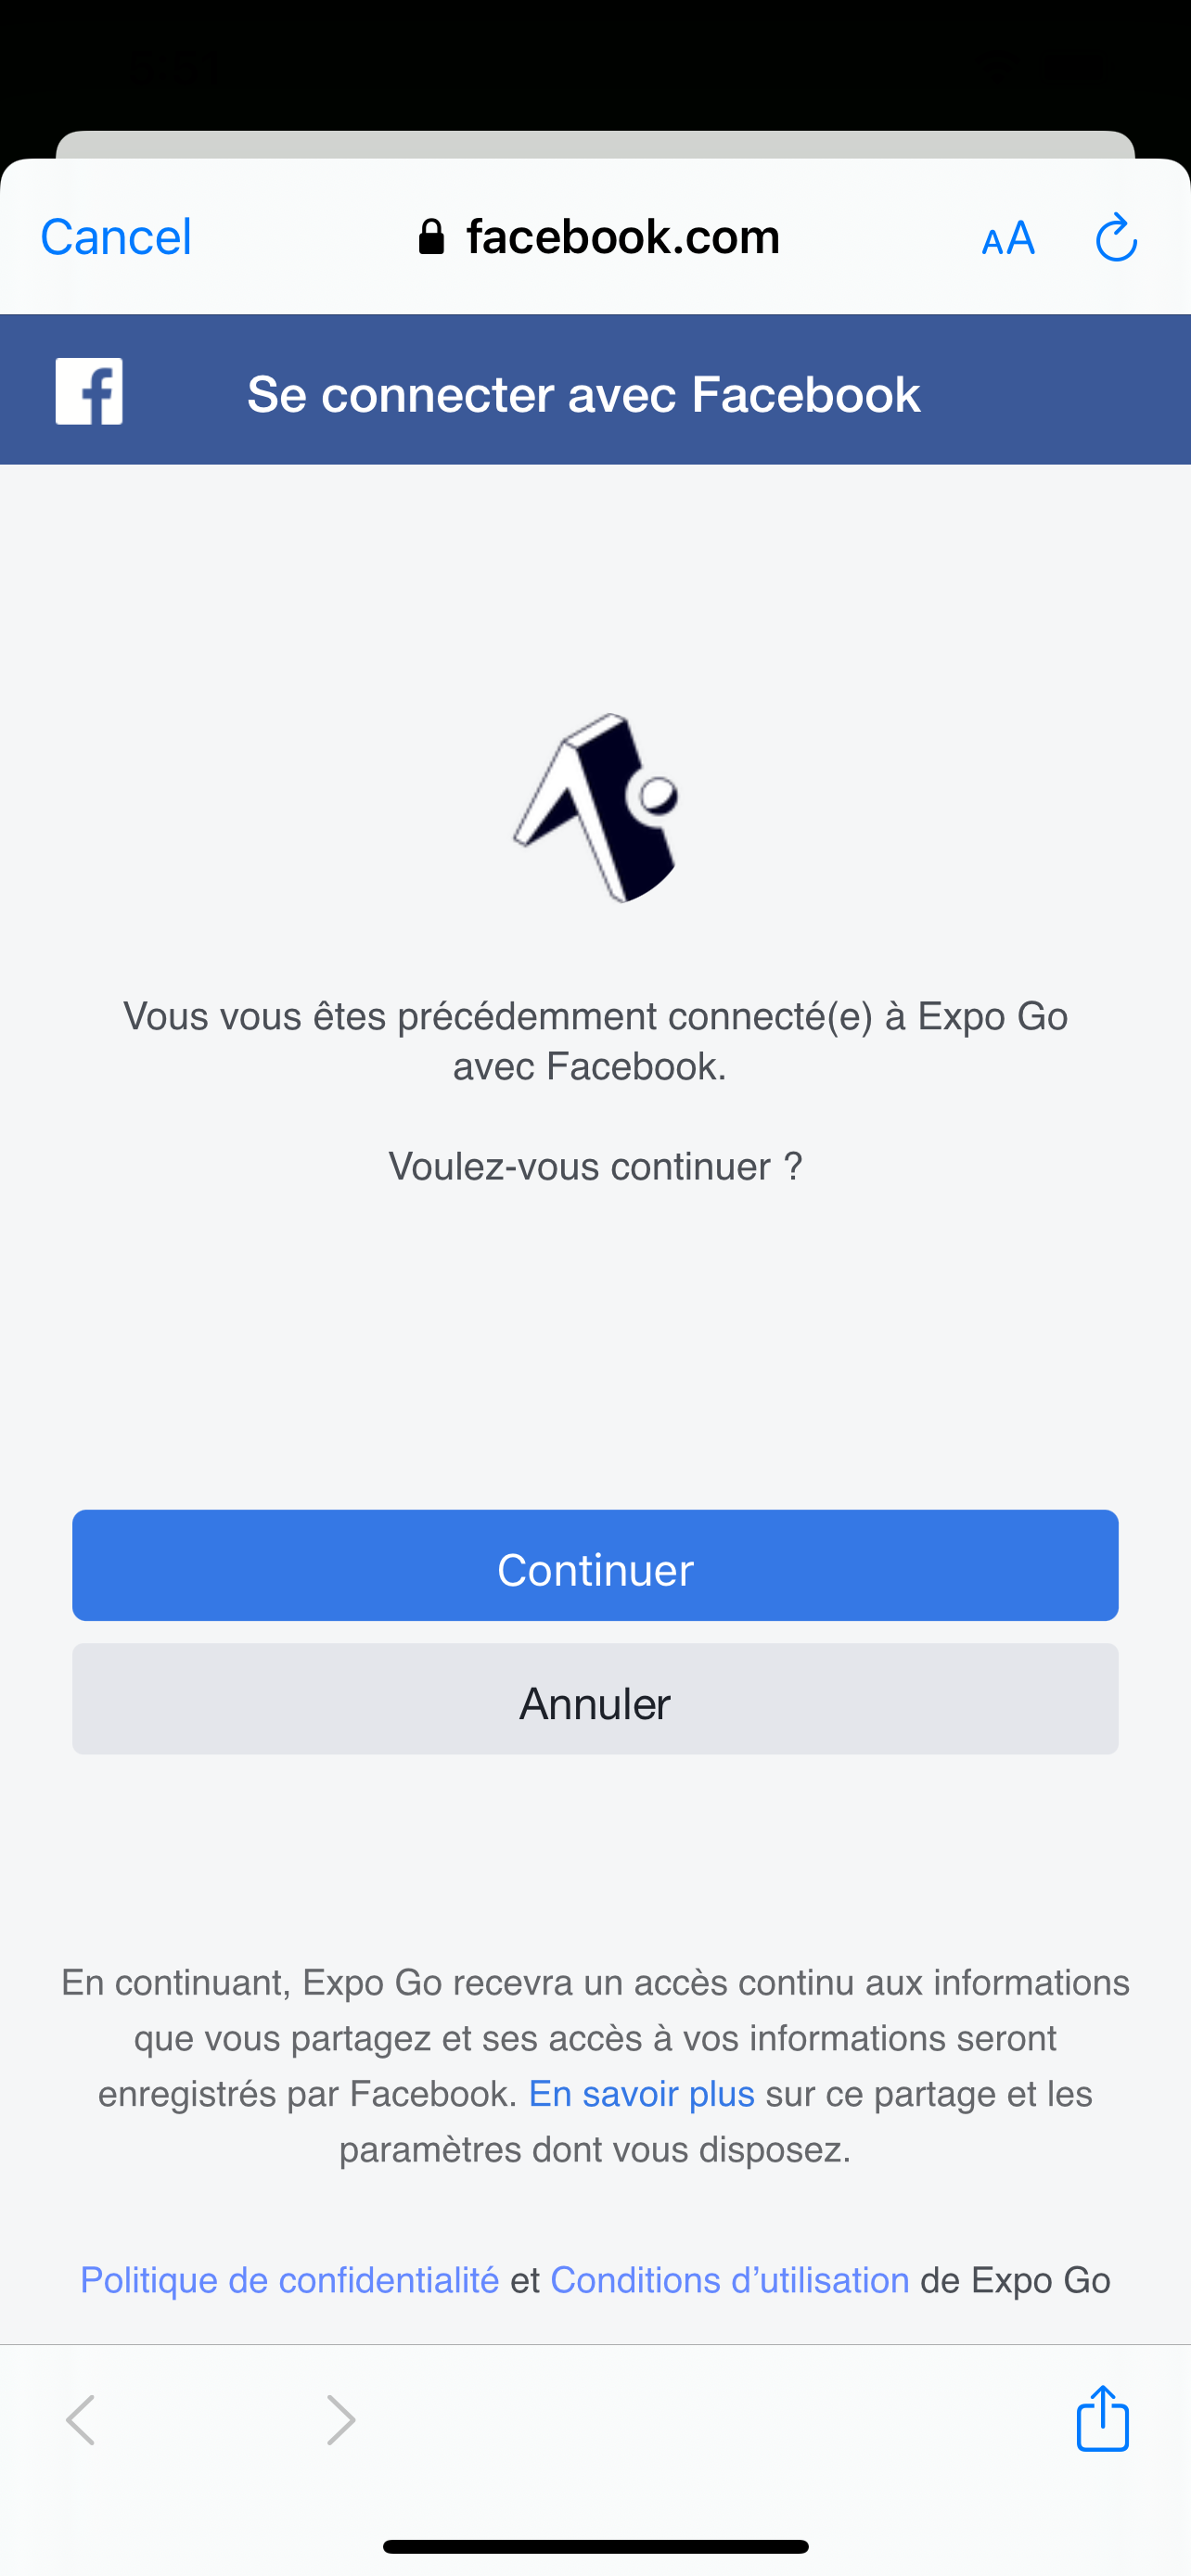 Cancel
facebook.com
AA
Se connecter avec Facebook
Vous vous êtes précédemment connecté(e) à Expo Go
avec Facebook.
Voulez-vous continuer ?
Continuer
Annuler
En continuant, Expo Go recevra un accès continu aux informations
que vous partagez et ses accès à vos informations seront
enregistrés par Facebook. En savoir plus sur ce partage et les
paramètres dont vous disposez.
Politique de confidentialité et Conditions d’utilisation de Expo Go